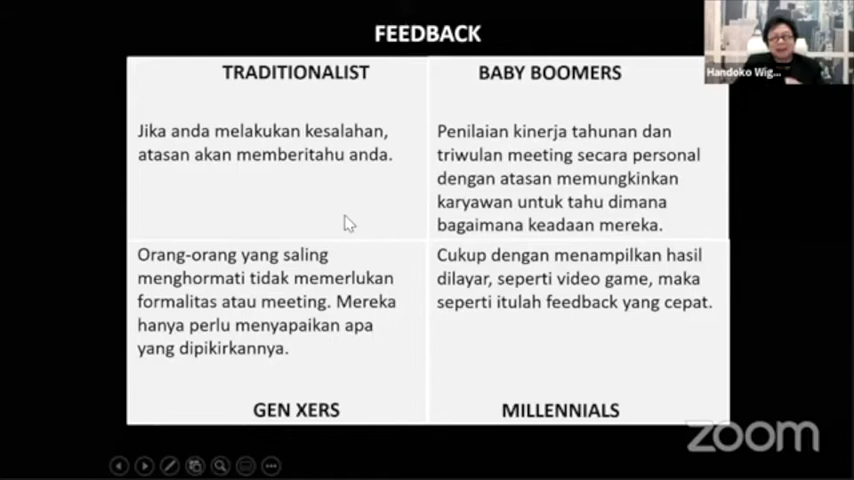 FEEDBACK
Handoko Wig...
TRADITIONALIST
Jika anda melakukan kesalahan,
atasan akan memberitahu anda.
BABY BOOMERS
Penilaian kinerja tahunan dan
triwulan meeting secara personal
dengan atasan memungkinkan
karyawan untuk tahu dimana
bagaimana keadaan mereka.
Orang-orang yang saling
menghormati tidak memerlukan
formalitas atau meeting. Mereka
hanya perlu menyapaikan apa
yang dipikirkannya.
GEN XERS
Cukup dengan menampilkan hasil
dilayar, seperti video game, maka
seperti itulah feedback yang cepat.
MILLENNIALS
zoom